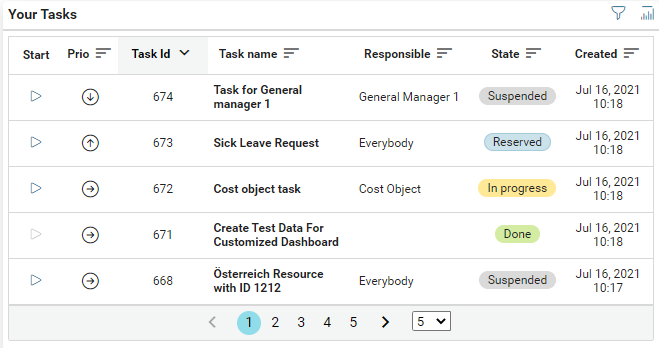 Your Tasks
Start Prio Task Id Task name Responsible State Created
674 Task for General manager 1 General Manager 1 Suspended Jul 16, 2021 10:18
673 Sick Leave Request Everybody Reserved Jul 16, 2021 10:18
672 Cost object task Cost Object In progress Jul 16, 2021 10:18
671 Create Test Data For Customized Dashboard Done Jul 16, 2021 10:18
668 Österreich Resource with ID 1212 Everybody Suspended Jul 16, 2021 10:17
1 2 3 4 5 5